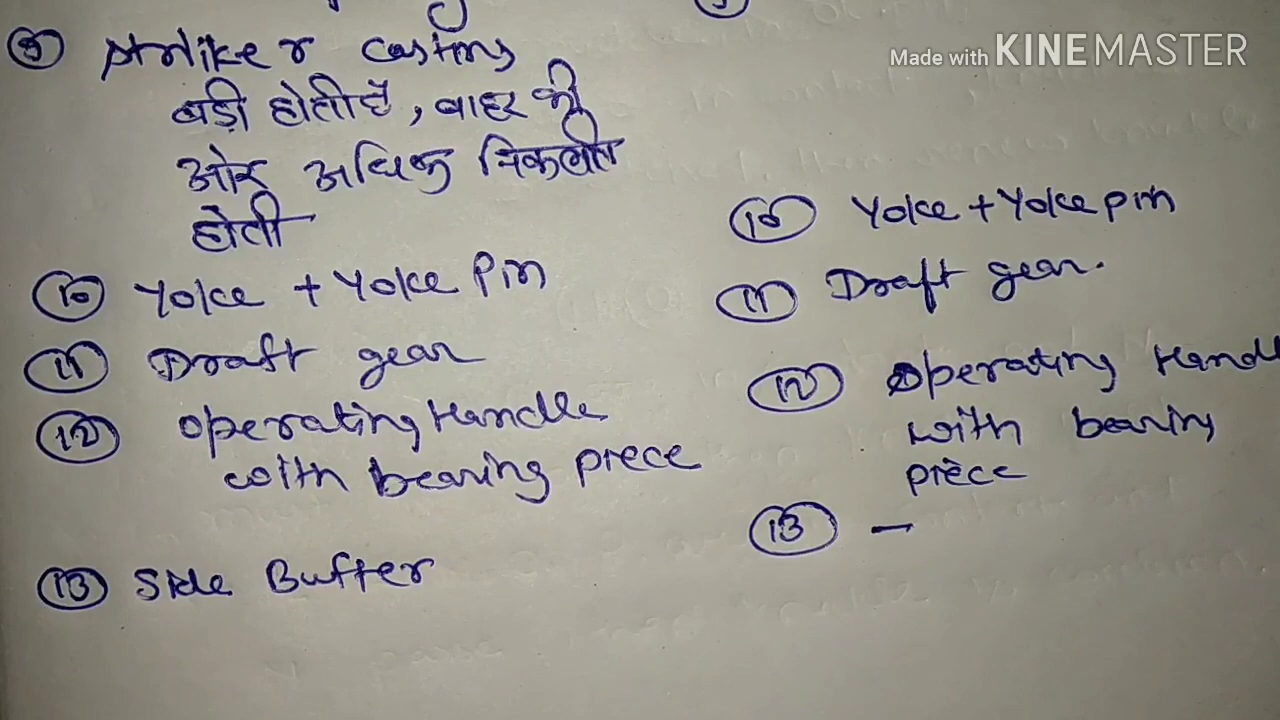 Made with KINEMASTER
⑨ Striker casting
बड़ी होती है, बाहर की
ओर अधिक निकली
होती
⑩ Yoke + Yoke Pin
⑪ Draft gear
⑫ Operating Handle
with bearing piece
⑬ Side Buffer
⑩ Yoke + Yoke pin
⑪ Draft gear.
⑫ Operating Handl
with bearing
piece
⑬ —